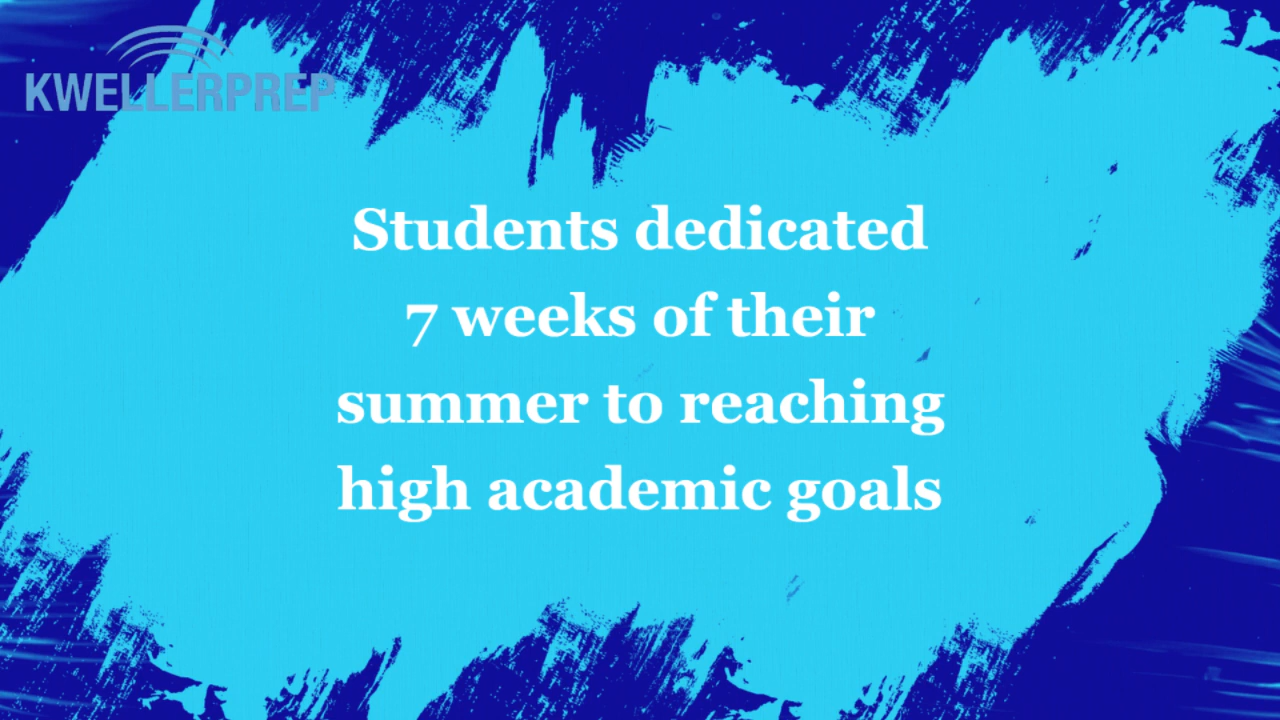 KWELLERPREP
Students dedicated
7 weeks of their
summer to reaching
high academic goals